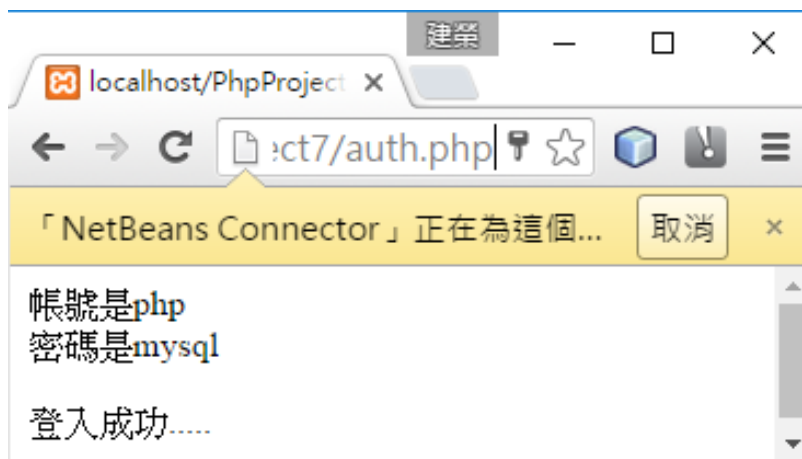 建榮
localhost/PhpProject
ect7/auth.php
「NetBeans Connector」正在為這個... 取消
帳號是php
密碼是mysql
登入成功.....